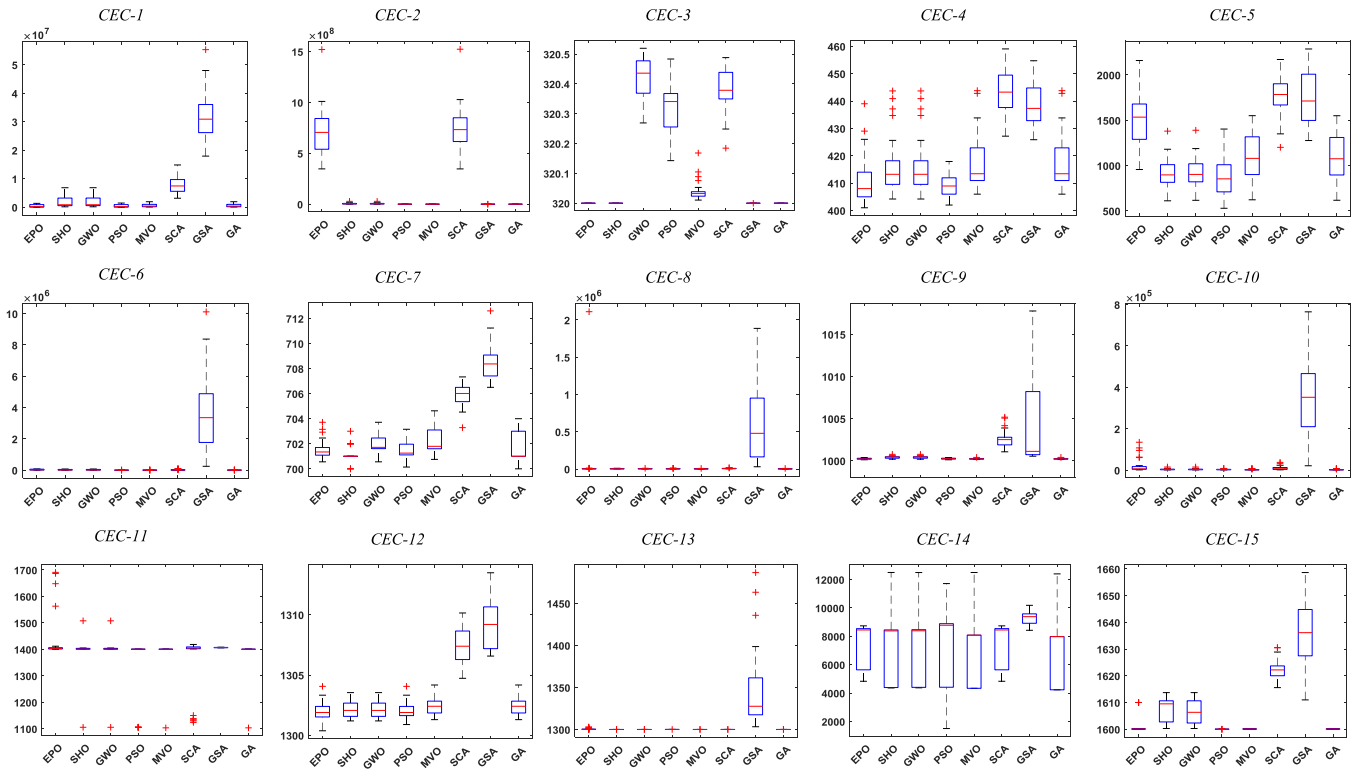 CEC-1
×10^7
5
4
3
2
1
0
EPO SHO GWO PSO MVO SCA GSA GA
CEC-2
×10^8
15
10
5
0
EPO SHO GWO PSO MVO SCA GSA GA
CEC-3
320.5
320.4
320.3
320.2
320.1
320
EPO SHO GWO PSO MVO SCA GSA GA
CEC-4
460
450
440
430
420
410
400
EPO SHO GWO PSO MVO SCA GSA GA
CEC-5
2000
1500
1000
500
EPO SHO GWO PSO MVO SCA GSA GA
CEC-6
×10^6
10
8
6
4
2
0
EPO SHO GWO PSO MVO SCA GSA GA
CEC-7
712
710
708
706
704
702
700
EPO SHO GWO PSO MVO SCA GSA GA
CEC-8
×10^6
2
1.5
1
0.5
0
EPO SHO GWO PSO MVO SCA GSA GA
CEC-9
1015
1010
1005
1000
EPO SHO GWO PSO MVO SCA GSA GA
CEC-10
×10^5
8
6
4
2
0
EPO SHO GWO PSO MVO SCA GSA GA
CEC-11
1700
1600
1500
1400
1300
1200
1100
EPO SHO GWO PSO MVO SCA GSA GA
CEC-12
1310
1305
1300
EPO SHO GWO PSO MVO SCA GSA GA
CEC-13
1450
1400
1350
1300
EPO SHO GWO PSO MVO SCA GSA GA
CEC-14
12000
10000
8000
6000
4000
2000
EPO SHO GWO PSO MVO SCA GSA GA
CEC-15
1660
1650
1640
1630
1620
1610
1600
EPO SHO GWO PSO MVO SCA GSA GA